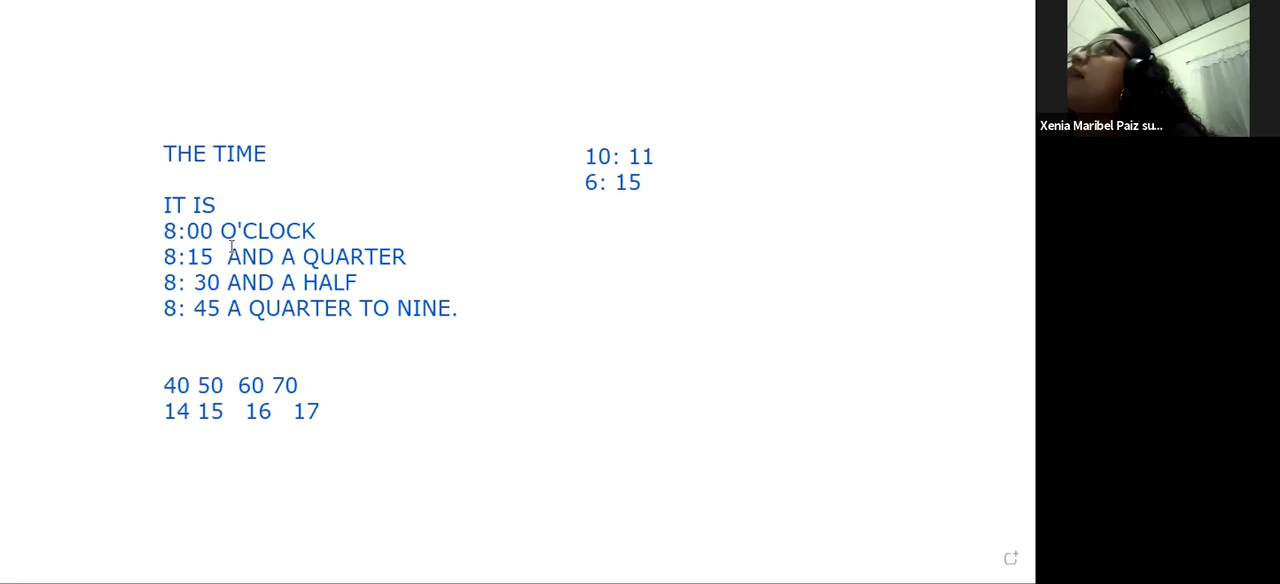 THE TIME
IT IS
8:00 O'CLOCK
8:15 AND A QUARTER
8: 30 AND A HALF
8: 45 A QUARTER TO NINE.
40 50 60 70
14 15 16 17
10: 11
6: 15
Xenia Maribel Paiz su...